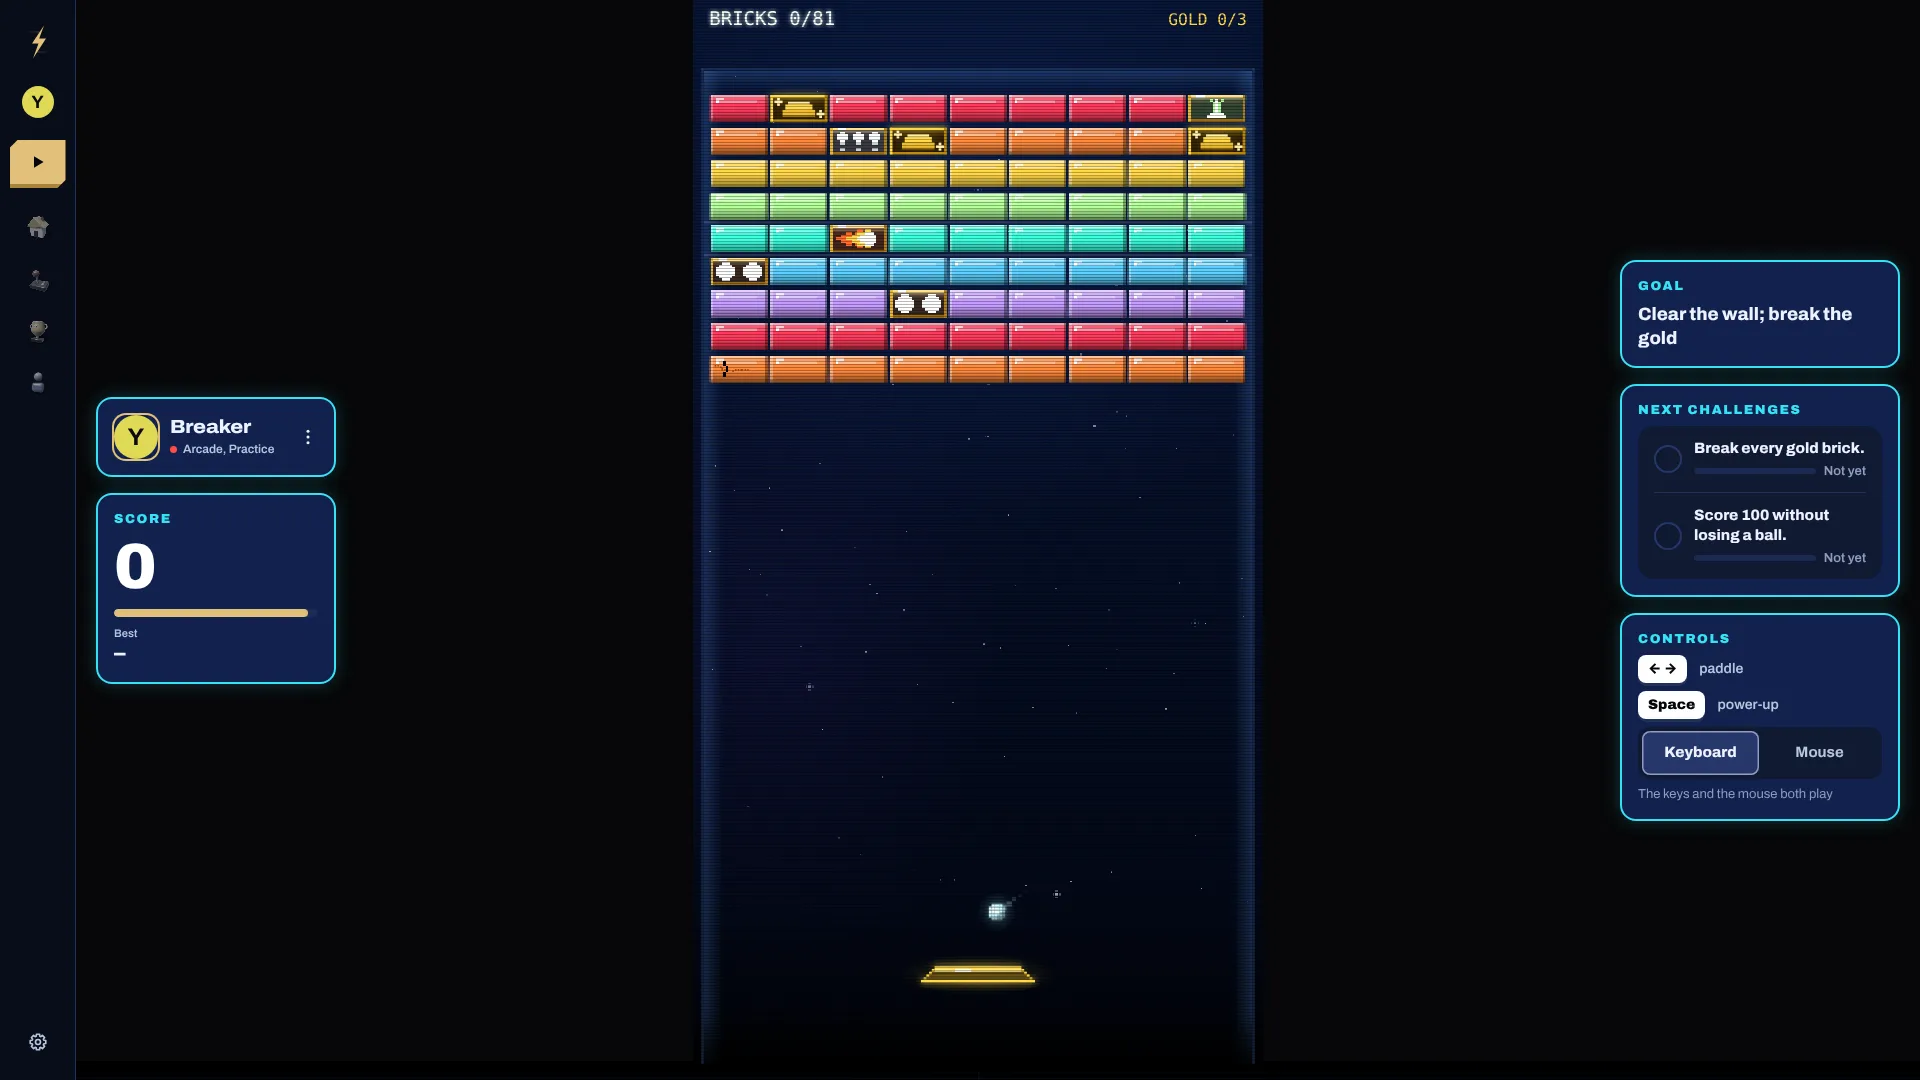 BRICKS 0/81
GOLD 0/3
Y
Y
Breaker
Arcade, Practice
SCORE
0
Best
–
GOAL
Clear the wall; break the
gold
NEXT CHALLENGES
Break every gold brick.
Not yet
Score 100 without
losing a ball.
Not yet
CONTROLS
← → paddle
Space power-up
Keyboard Mouse
The keys and the mouse both play